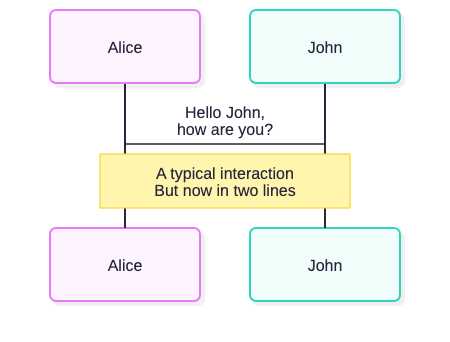 Alice
John
Hello John,
how are you?
A typical interaction
But now in two lines
Alice
John